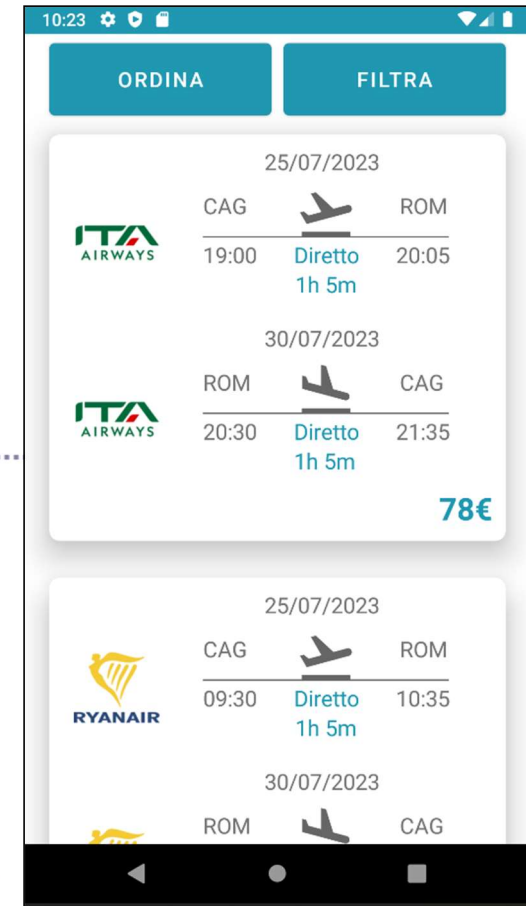 10:23
ORDINA FILTRA
25/07/2023
CAG ROM
ITA
AIRWAYS
19:00 Diretto 20:05
1h 5m
30/07/2023
ROM CAG
ITA
AIRWAYS
20:30 Diretto 21:35
1h 5m
78€
25/07/2023
CAG ROM
RYANAIR
09:30 Diretto 10:35
1h 5m
30/07/2023
ROM CAG